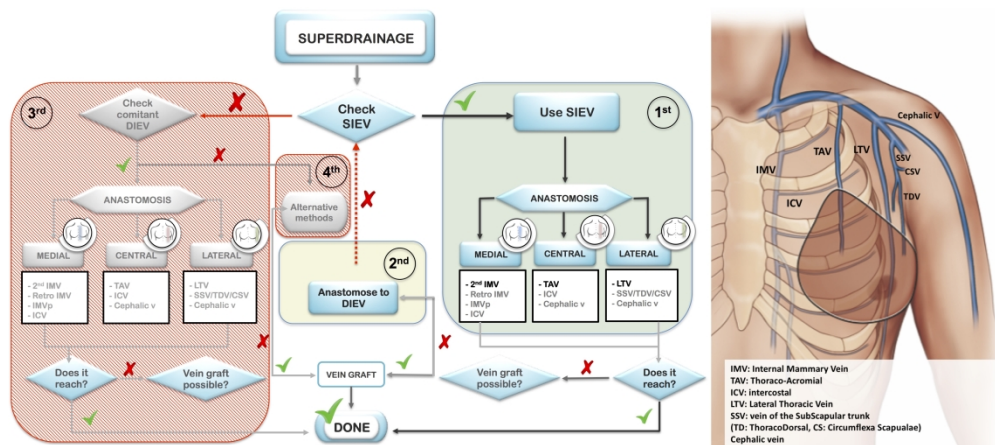 SUPERDRAINAGE
3rd
Check
comitant
DIEV
Check
SIEV
Use SIEV
1st
4th
Alternative
methods
ANASTOMOSIS
ANASTOMOSIS
MEDIAL
CENTRAL
LATERAL
MEDIAL
CENTRAL
LATERAL
2nd
Anastomose to
DIEV
- 2nd IMV
- Retro IMV
- IMVp
- ICV
- TAV
- ICV
- Cephalic v
- LTV
- SSV/TDV/CSV
- Cephalic v
- 2nd IMV
- Retro IMV
- IMVp
- ICV
- TAV
- ICV
- Cephalic v
- LTV
- SSV/TDV/CSV
- Cephalic v
Does it
reach?
Vein graft
possible?
VEIN GRAFT
Vein graft
possible?
Does it
reach?
DONE
Cephalic V
IMV
TAV
LTV
SSV
CSV
ICV
TDV
IMV: Internal Mammary Vein
TAV: Thoraco-Acromial
ICV: intercostal
LTV: Lateral Thoracic Vein
SSV: vein of the SubScapular trunk
(TD: ThoracoDorsal, CS: Circumflexa Scapualae)
Cephalic vein